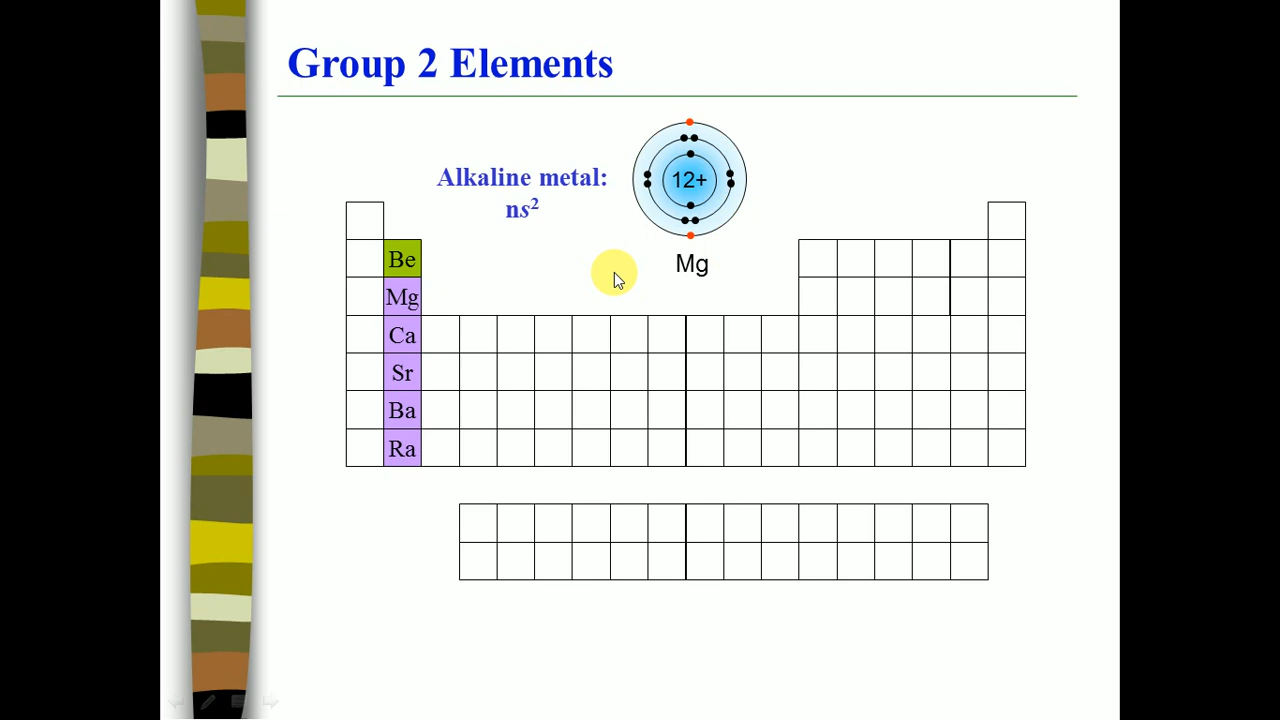 Group 2 Elements
Alkaline metal:
ns²
12+
Mg
Be
Mg
Ca
Sr
Ba
Ra